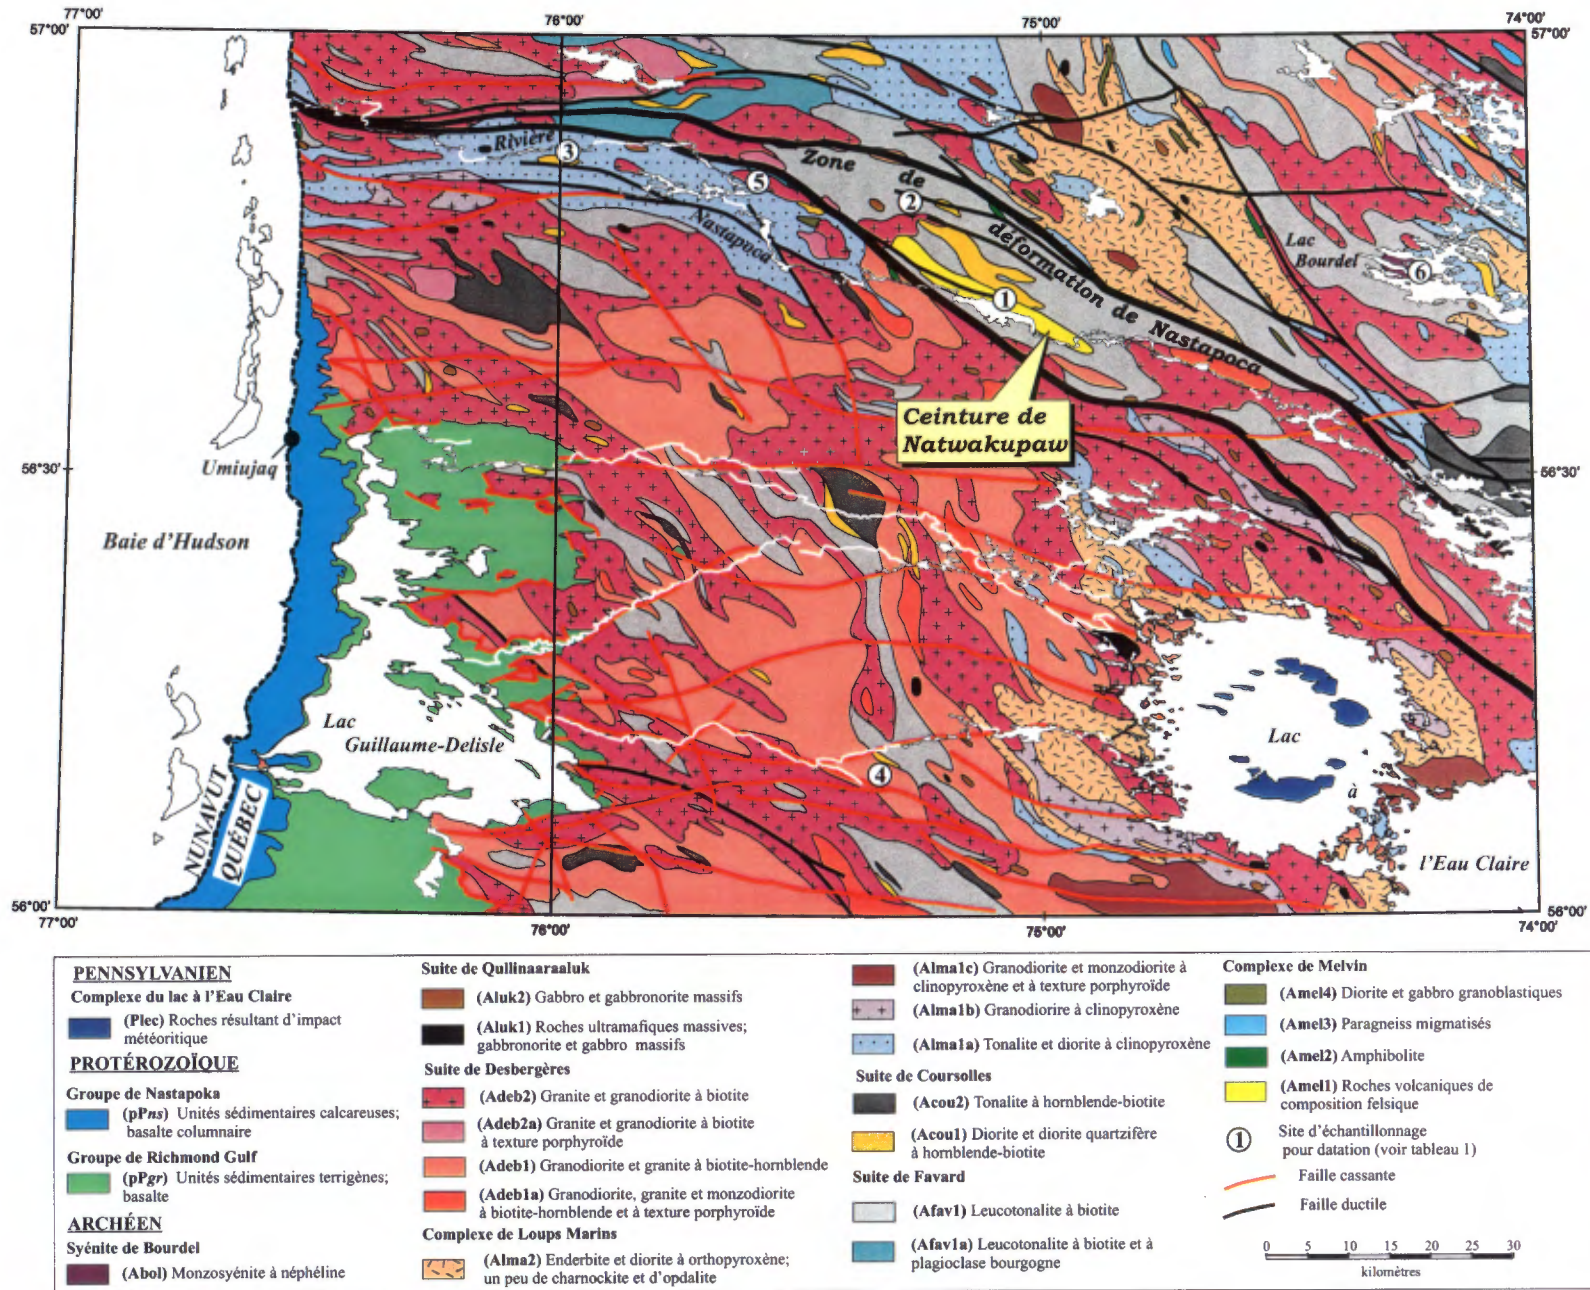 77°00'
76°00'
75°00'
74°00'
57°00'
57°00'
Rivière
3
Zone de
déformation de Nastapoca
5
2
Nastapoca
Lac
Bourdel
6
1
Ceinture de
Natwakupaw
Umiujaq
56°30'
56°30'
Baie d'Hudson
Lac
Guillaume-Delisle
Lac
à
l'Eau Claire
4
NUNAVUT
QUÉBEC
56°00'
56°00'
77°00'
76°00'
75°00'
74°00'
PENNSYLVANIEN
Complexe du lac à l'Eau Claire
(Plec) Roches résultant d'impact
météoritique
PROTÉROZOÏQUE
Groupe de Nastapoka
(pPns) Unités sédimentaires calcareuses;
basalte columnaire
Groupe de Richmond Gulf
(pPgr) Unités sédimentaires terrigènes;
basalte
ARCHÉEN
Syénite de Bourdel
(Abol) Monzosyénite à néphéline
Suite de Qullinaaraaluk
(Aluk2) Gabbro et gabbronorite massifs
(Aluk1) Roches ultramafiques massives;
gabbronorite et gabbro massifs
Suite de Desbergères
(Adeb2) Granite et granodiorite à biotite
(Adeb2a) Granite et granodiorite à biotite
à texture porphyroïde
(Adeb1) Granodiorite et granite à biotite-hornblende
(Adeb1a) Granodiorite, granite et monzodiorite
à biotite-hornblende et à texture porphyroïde
Complexe de Loups Marins
(Alma2) Enderbite et diorite à orthopyroxène;
un peu de charnockite et d'opdalite
(Alma1c) Granodiorite et monzodiorite à
clinopyroxène et à texture porphyroïde
(Alma1b) Granodiorire à clinopyroxène
(Alma1a) Tonalite et diorite à clinopyroxène
Suite de Coursolles
(Acou2) Tonalite à hornblende-biotite
(Acou1) Diorite et diorite quartzifère
à hornblende-biotite
Suite de Favard
(Afav1) Leucotonalite à biotite
(Afav1a) Leucotonalite à biotite et à
plagioclase bourgogne
Complexe de Melvin
(Amel4) Diorite et gabbro granoblastiques
(Amel3) Paragneiss migmatisés
(Amel2) Amphibolite
(Amel1) Roches volcaniques de
composition felsique
1 Site d'échantillonnage
pour datation (voir tableau 1)
Faille cassante
Faille ductile
0 5 10 15 20 25 30
kilomètres